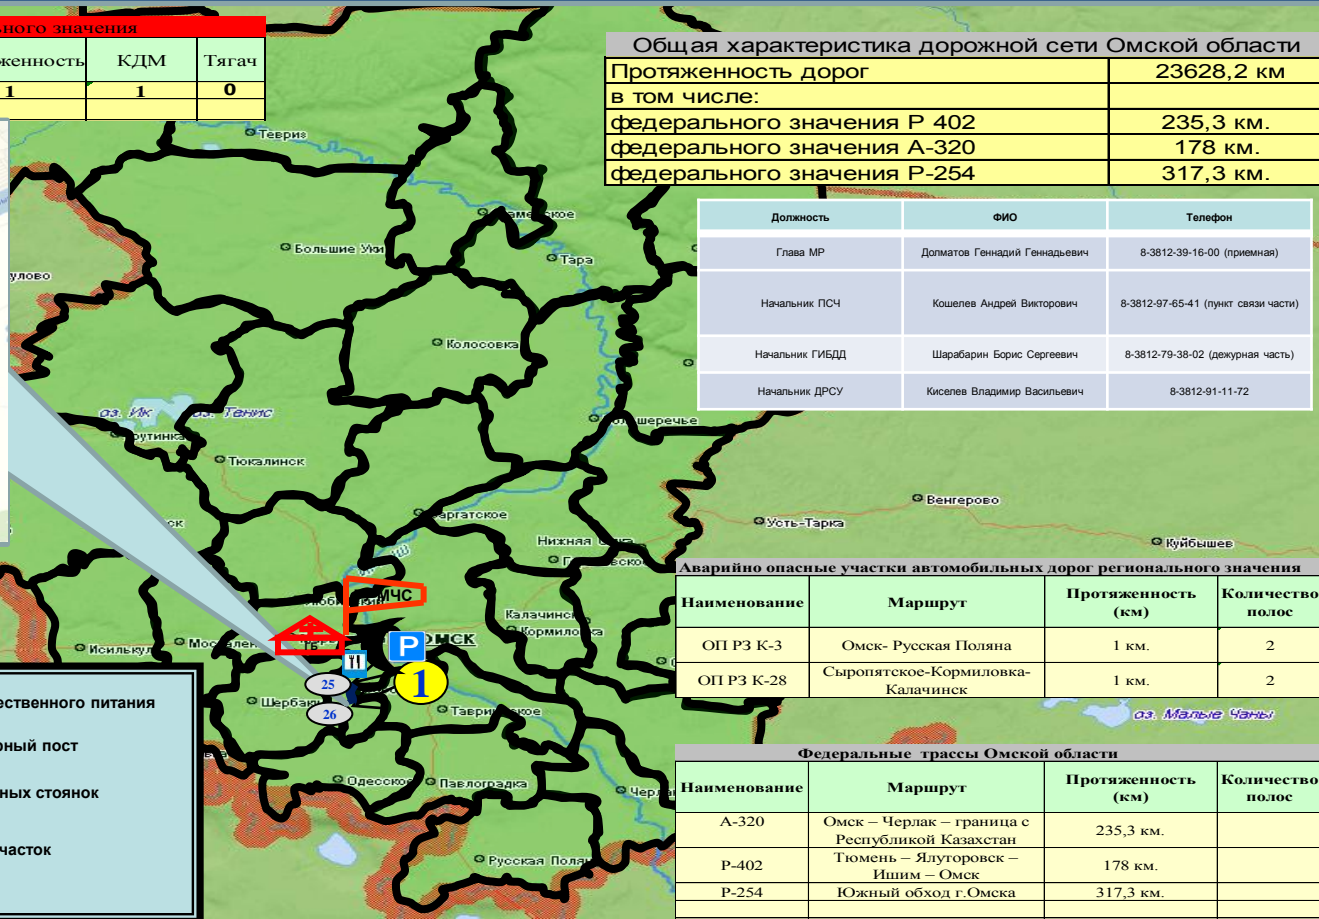 ного значения
женность КДМ Тягач
1 1 0
Общая характеристика дорожной сети Омской области
Протяженность дорог 23628,2 км
в том числе:
федерального значения Р 402 235,3 км.
федерального значения А-320 178 км.
федерального значения Р-254 317,3 км.
Должность ФИО Телефон
Глава МР Долматов Геннадий Геннадьевич 8-3812-39-16-00 (приемная)
Начальник ПСЧ Кошелев Андрей Викторович 8-3812-97-65-41 (пункт связи части)
Начальник ГИБДД Шарабарин Борис Сергеевич 8-3812-79-38-02 (дежурная часть)
Начальник ДРСУ Киселев Владимир Васильевич 8-3812-91-11-72
Тевриз
Большие Уки
Тара
улово
Колосовка
оз. Ик оз. Тенис
Тюкалинск
Венгерово
Усть-Тарка
Куйбышев
Нижняя
МЧС
Калачинск
Кормиловка
ОМСК
P
Исилькуль
25
1
26
Одесское
Павлоградка
Русская Поляна
оз. Малые Чаны
Аварийно опасные участки автомобильных дорог регионального значения
Наименование Маршрут Протяженность (км) Количество полос
ОП РЗ К-3 Омск- Русская Поляна 1 км. 2
ОП РЗ К-28 Сыропятское-Кормиловка-
Калачинск 1 км. 2
Федеральные трассы Омской области
Наименование Маршрут Протяженность (км) Количество полос
А-320 Омск – Черлак – граница с
Республикой Казахстан 235,3 км.
Р-402 Тюмень – Ялуторовск –
Ишим – Омск 178 км.
Р-254 Южный обход г.Омска 317,3 км.
ественного питания
рный пост
ных стоянок
часток